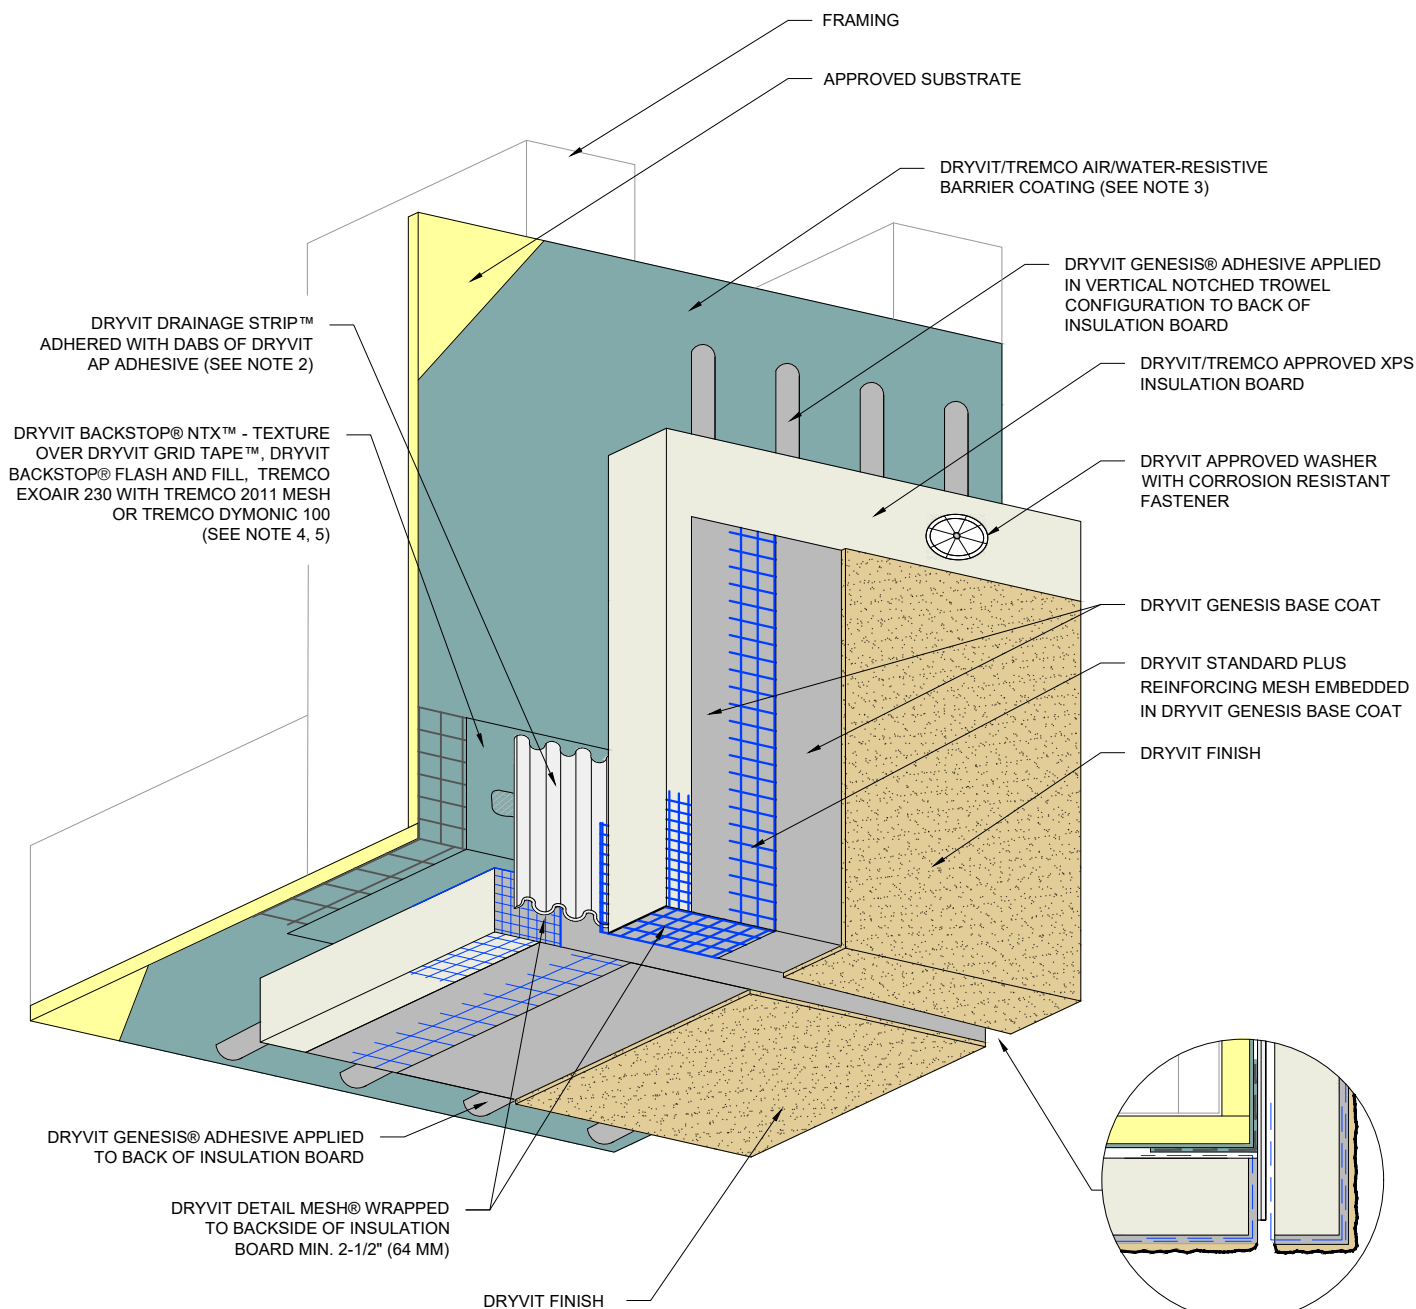 FRAMING
APPROVED SUBSTRATE
DRYVIT/TREMCO AIR/WATER-RESISTIVE
BARRIER COATING (SEE NOTE 3)
DRYVIT GENESIS® ADHESIVE APPLIED
IN VERTICAL NOTCHED TROWEL
CONFIGURATION TO BACK OF
INSULATION BOARD
DRYVIT DRAINAGE STRIP™
ADHERED WITH DABS OF DRYVIT
AP ADHESIVE (SEE NOTE 2)
DRYVIT/TREMCO APPROVED XPS
INSULATION BOARD
DRYVIT BACKSTOP® NTX™ - TEXTURE
OVER DRYVIT GRID TAPE™, DRYVIT
BACKSTOP® FLASH AND FILL, TREMCO
EXOAIR 230 WITH TREMCO 2011 MESH
OR TREMCO DYMONIC 100
(SEE NOTE 4, 5)
DRYVIT APPROVED WASHER
WITH CORROSION RESISTANT
FASTENER
DRYVIT GENESIS BASE COAT
DRYVIT STANDARD PLUS
REINFORCING MESH EMBEDDED
IN DRYVIT GENESIS BASE COAT
DRYVIT FINISH
DRYVIT GENESIS® ADHESIVE APPLIED
TO BACK OF INSULATION BOARD
DRYVIT DETAIL MESH® WRAPPED
TO BACKSIDE OF INSULATION
BOARD MIN. 2-1/2" (64 MM)
DRYVIT FINISH